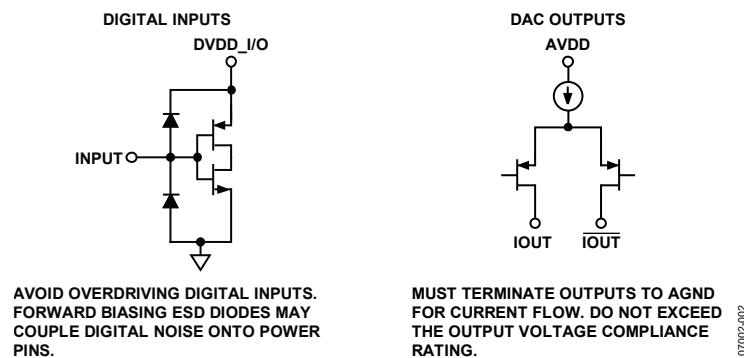 DIGITAL INPUTS
DVDD_I/O
INPUT
AVOID OVERDRIVING DIGITAL INPUTS.
FORWARD BIASING ESD DIODES MAY
COUPLE DIGITAL NOISE ONTO POWER
PINS.
DAC OUTPUTS
AVDD
IOUT
IOUT
MUST TERMINATE OUTPUTS TO AGND
FOR CURRENT FLOW. DO NOT EXCEED
THE OUTPUT VOLTAGE COMPLIANCE
RATING.
07002-002